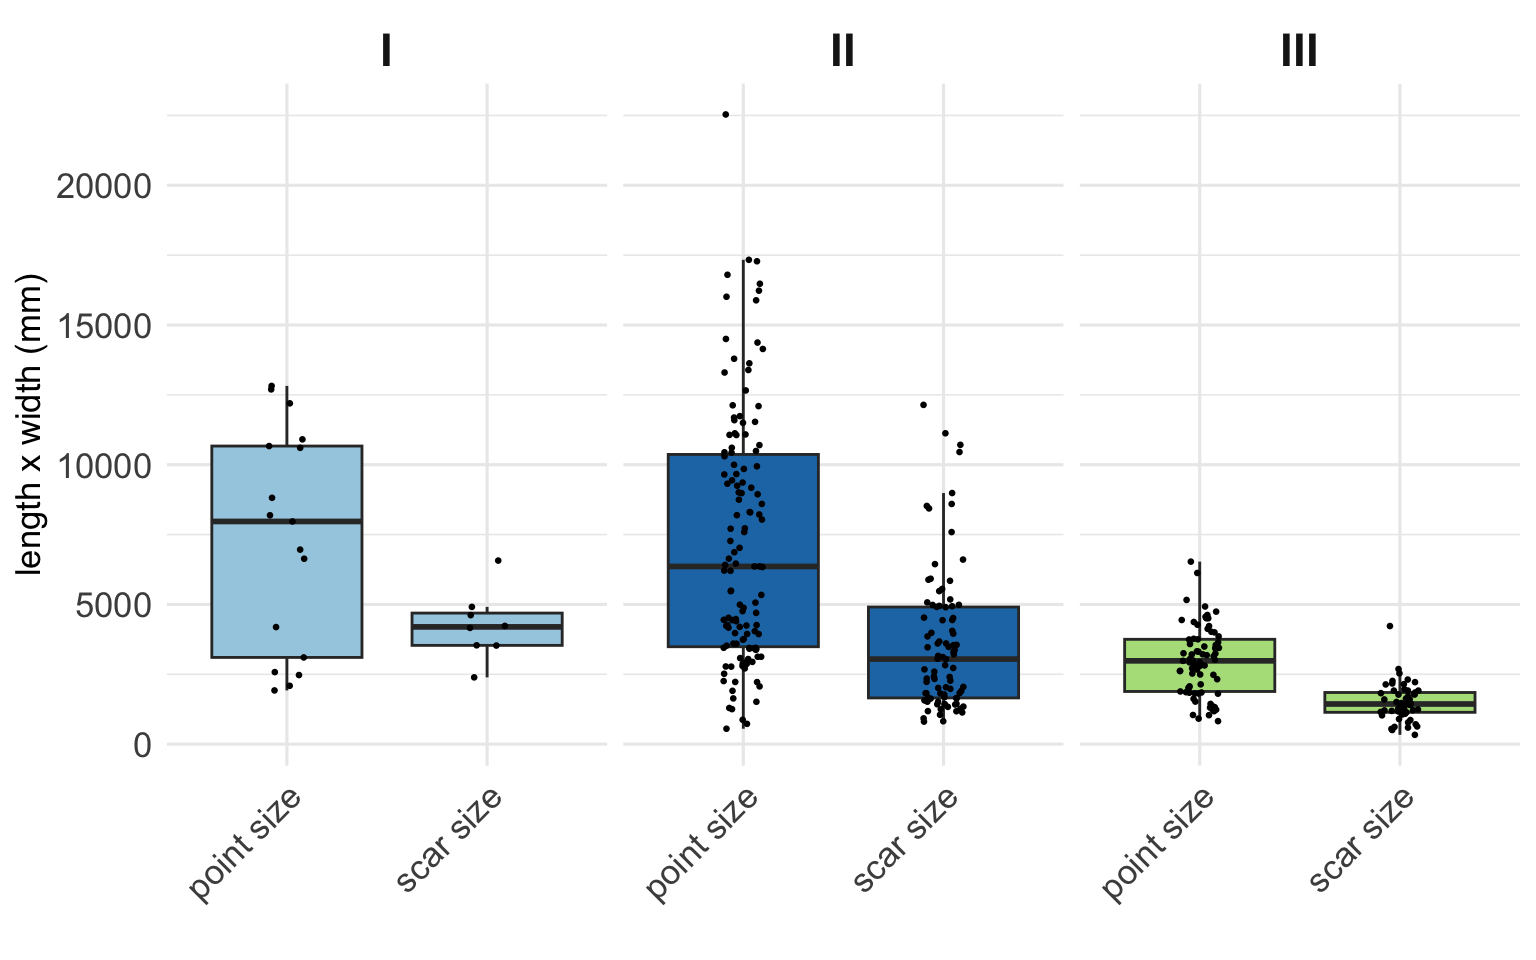 I
II
III
20000
15000
10000
5000
0
length x width (mm)
point size
scar size
point size
scar size
point size
scar size